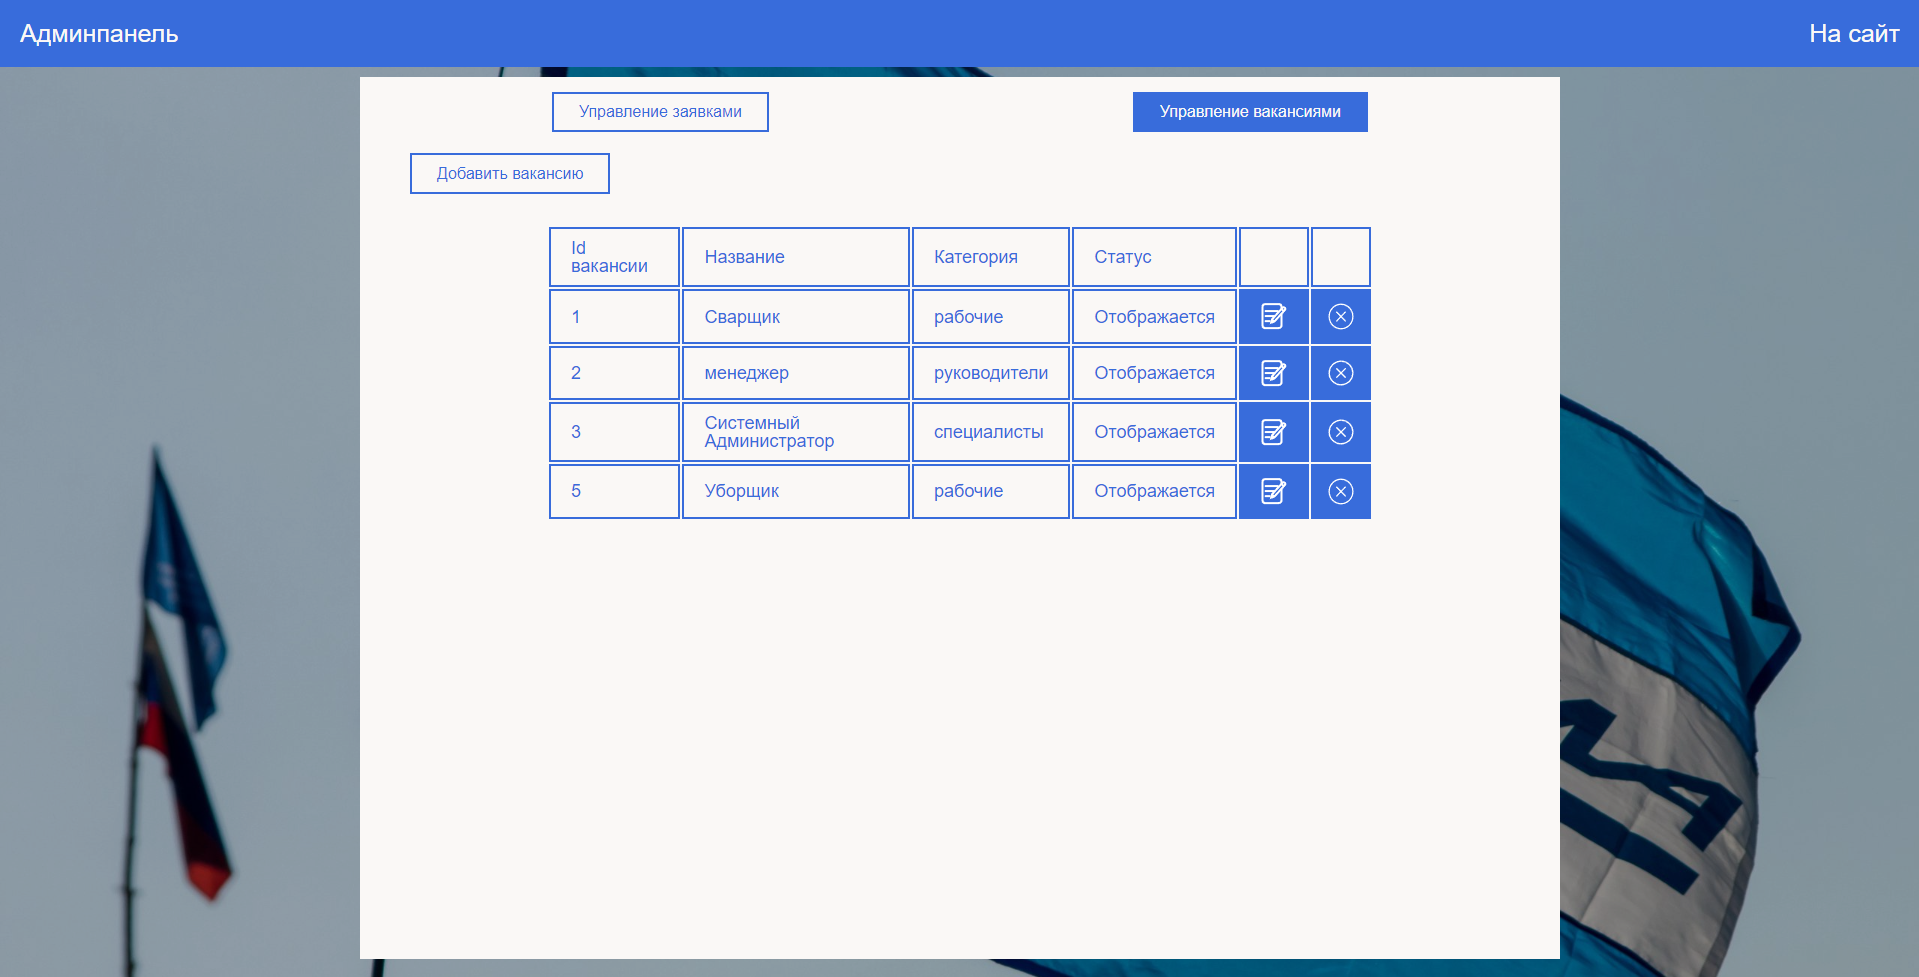 Админпанель
На сайт
Управление заявками
Управление вакансиями
Добавить вакансию
Id
вакансии
Название
Категория
Статус
1
Сварщик
рабочие
Отображается
2
менеджер
руководители
Отображается
3
Системный
Администратор
специалисты
Отображается
5
Уборщик
рабочие
Отображается